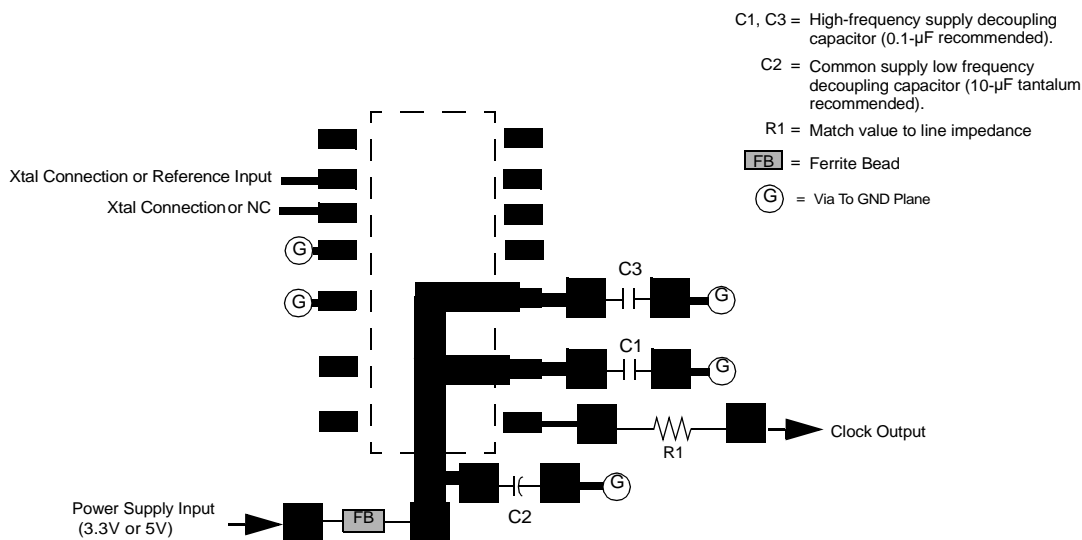 C1, C3 = High-frequency supply decoupling
capacitor (0.1-µF recommended).
C2 = Common supply low frequency
decoupling capacitor (10-µF tantalum
recommended).
R1 = Match value to line impedance
FB = Ferrite Bead
G = Via To GND Plane
Xtal Connection or Reference Input
Xtal Connection or NC
G
G
C3
G
C1
G
Clock Output
R1
G
C2
Power Supply Input
(3.3V or 5V)
FB